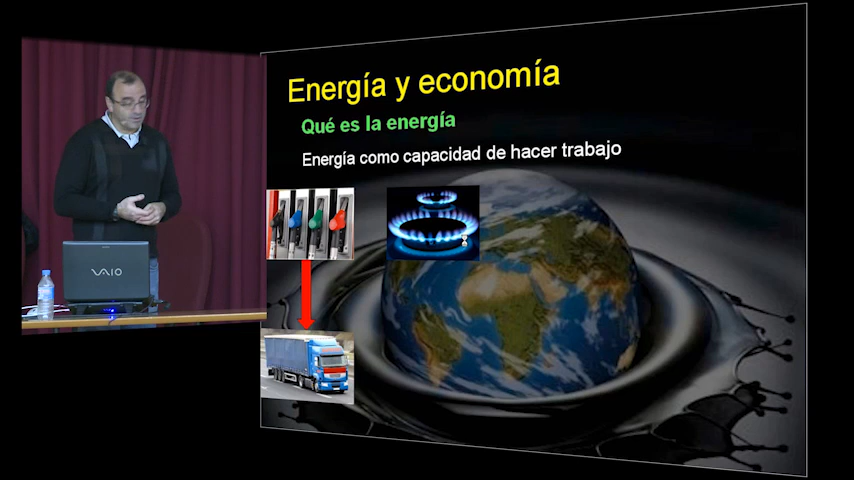 Energía y economía
Qué es la energía
Energía como capacidad de hacer trabajo
VAIO